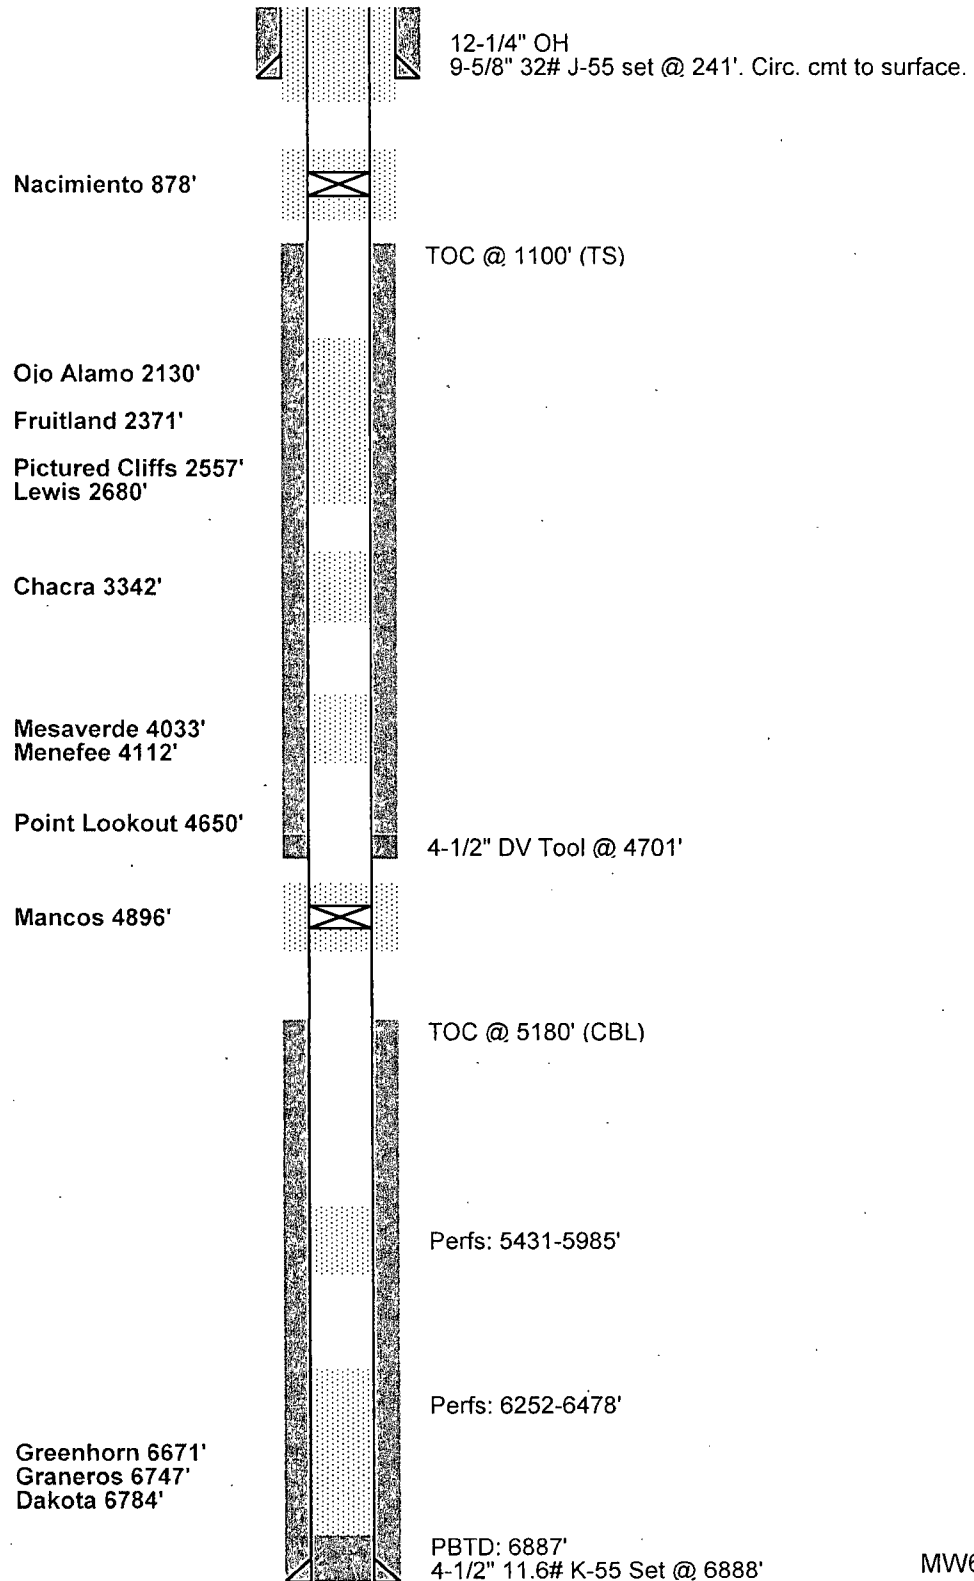 12-1/4" OH
9-5/8" 32# J-55 set @ 241'. Circ. cmt to surface.
Nacimiento 878'
TOC @ 1100' (TS)
Ojo Alamo 2130'
Fruitland 2371'
Pictured Cliffs 2557'
Lewis 2680'
Chacra 3342'
Mesaverde 4033'
Menefee 4112'
Point Lookout 4650'
4-1/2" DV Tool @ 4701'
Mancos 4896'
TOC @ 5180' (CBL)
Perfs: 5431-5985'
Perfs: 6252-6478'
Greenhorn 6671'
Graneros 6747'
Dakota 6784'
PBTD: 6887'
4-1/2" 11.6# K-55 Set @ 6888'